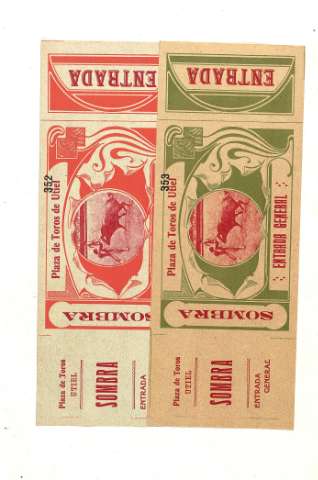 ENTRADA
352
Plaza de Toros de Utiel
SOMBRA
Plaza de Toros
UTIEL
SOMBRA
ENTRADA
ENTRADA
353
Plaza de Toros de Utiel
ENTRADA GENERAL
SOMBRA
Plaza de Toros
UTIEL
SOMBRA
ENTRADA
GENERAL